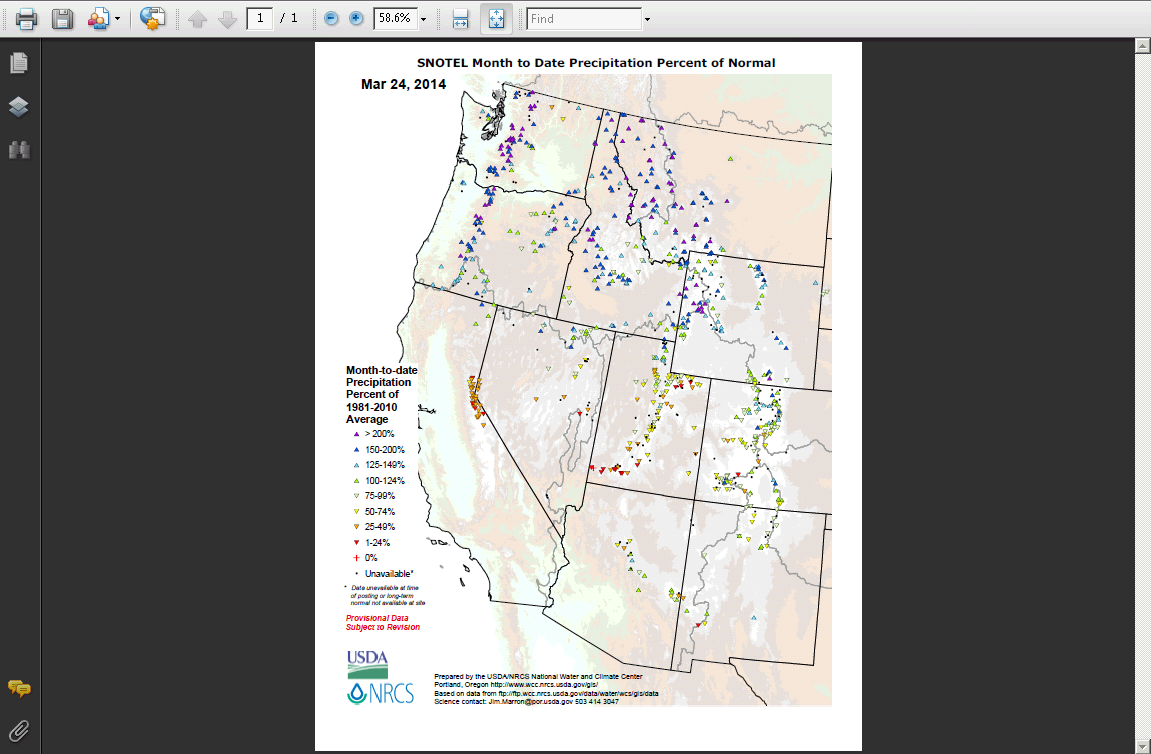 1 / 1
58.6%
Find
SNOTEL Month to Date Precipitation Percent of Normal
Mar 24, 2014
Month-to-date
Precipitation
Percent of
1981-2010
Average
> 200%
150-200%
125-149%
100-124%
75-99%
50-74%
25-49%
1-24%
0%
Unavailable*
* Data unavailable at time
of posting or long-term
normal not available at site
Provisional Data
Subject to Revision
USDA
NRCS
Prepared by the USDA/NRCS National Water and Climate Center
Portland, Oregon http://www.wcc.nrcs.usda.gov/gis/
Based on data from ftp://ftp.wcc.nrcs.usda.gov/data/water/wcs/gis/data
Science contact: Jim.Marron@por.usda.gov 503 414 3047